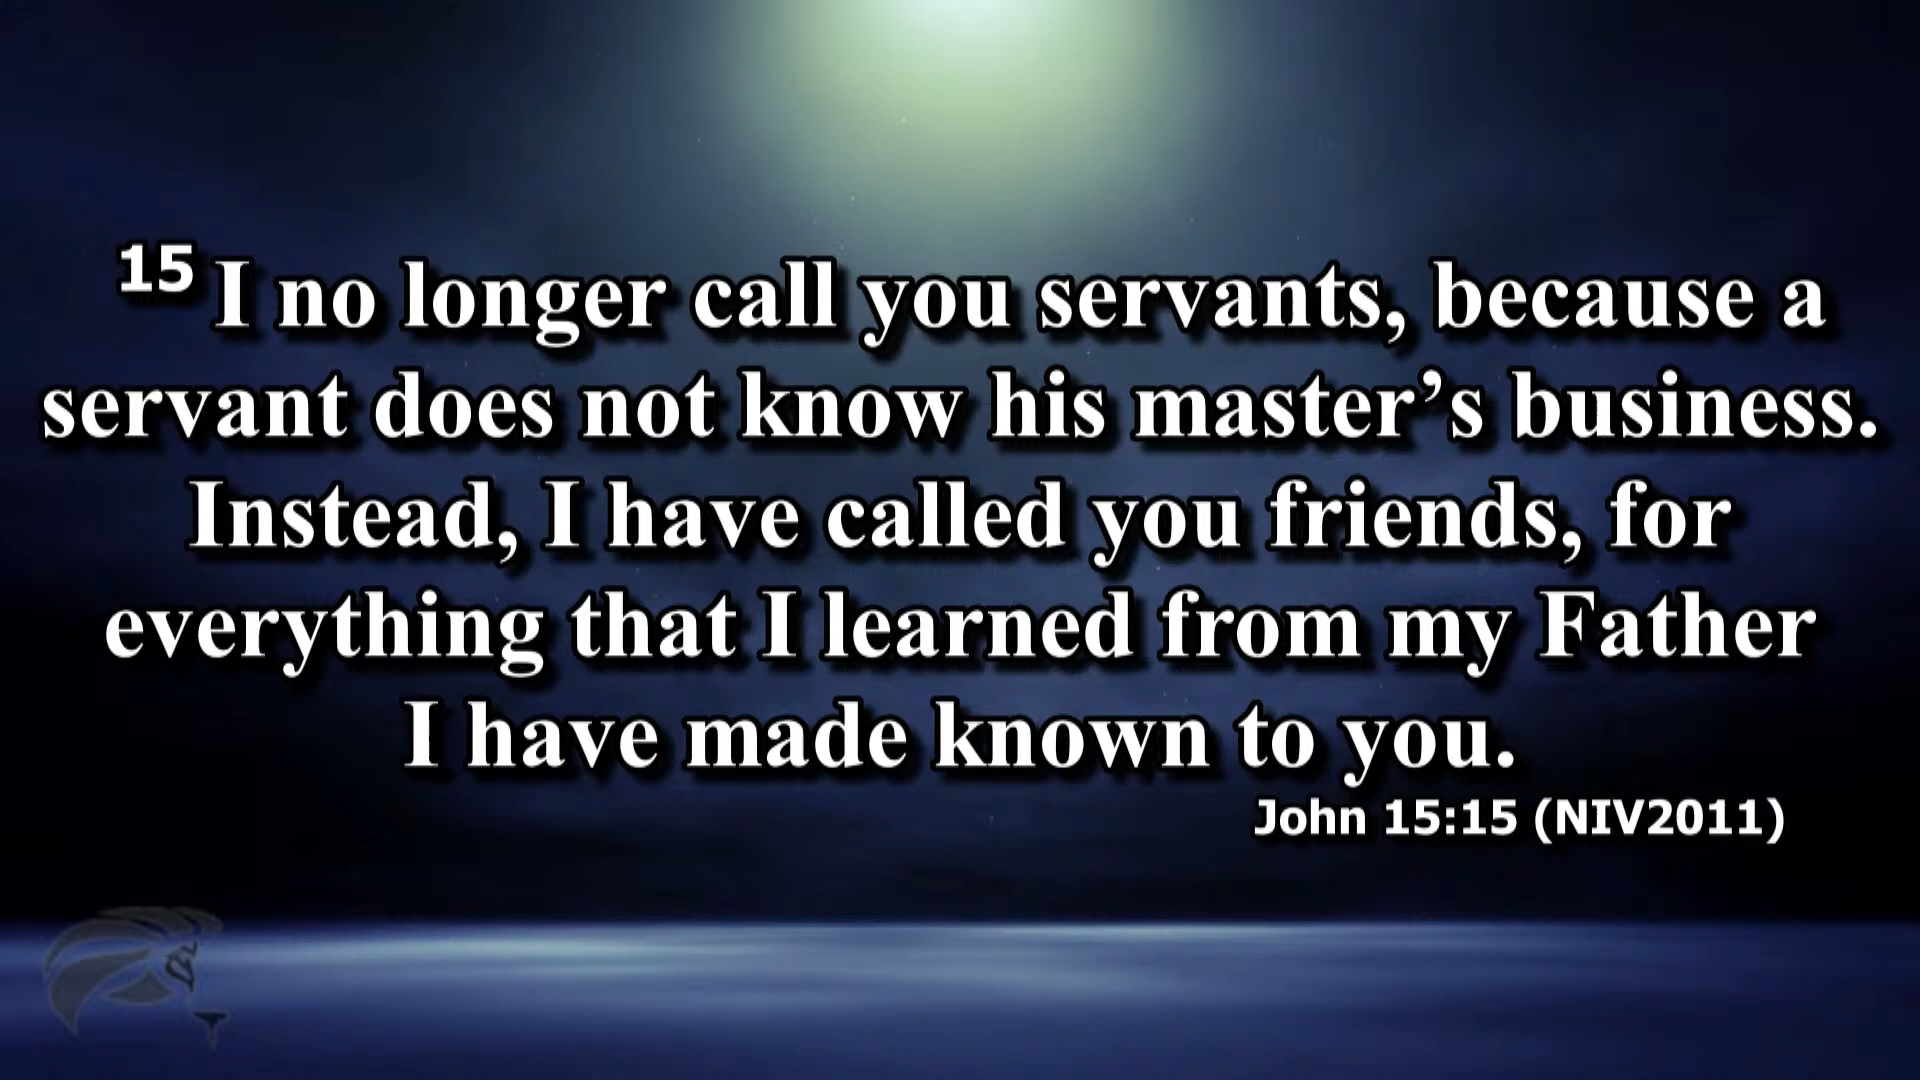 15 I no longer call you servants, because a
servant does not know his master’s business.
Instead, I have called you friends, for
everything that I learned from my Father
I have made known to you.
John 15:15 (NIV2011)